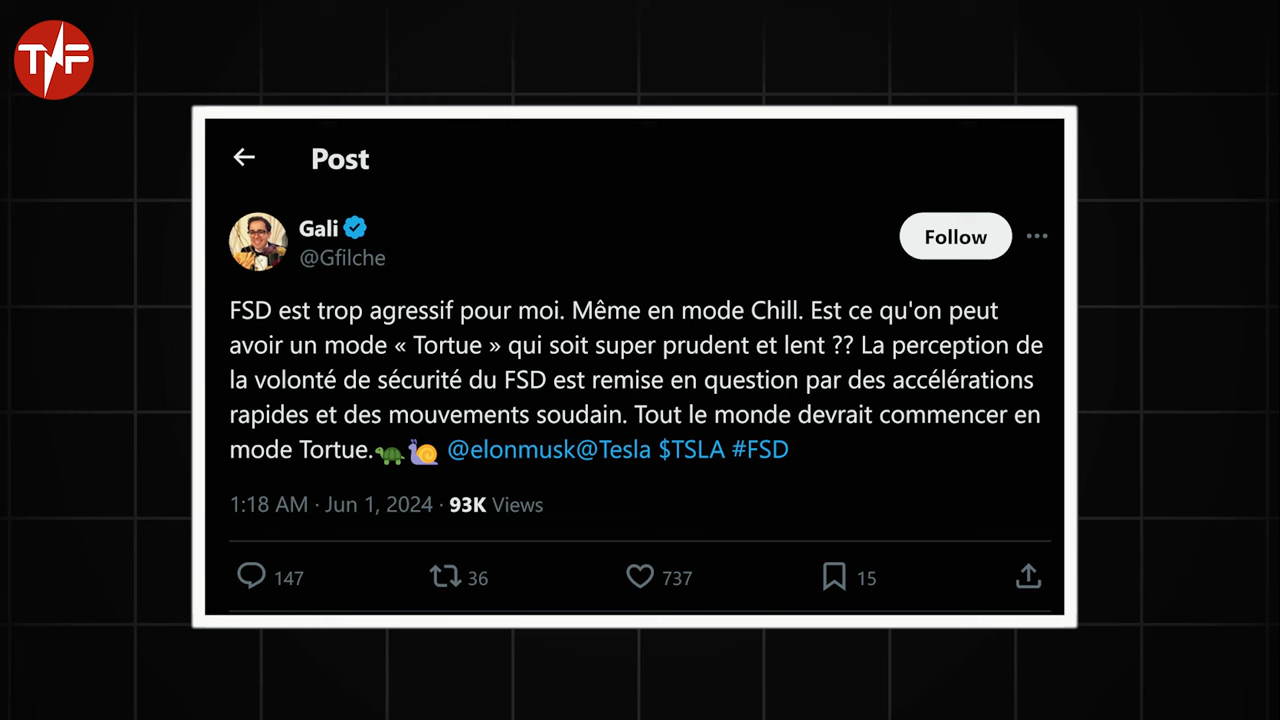 TNF
Post
Gali
@Gfilche
Follow
FSD est trop agressif pour moi. Même en mode Chill. Est ce qu'on peut
avoir un mode « Tortue » qui soit super prudent et lent ?? La perception de
la volonté de sécurité du FSD est remise en question par des accélérations
rapides et des mouvements soudain. Tout le monde devrait commencer en
mode Tortue.🐢🐌 @elonmusk@Tesla $TSLA #FSD
1:18 AM · Jun 1, 2024 · 93K Views
147 36 737 15